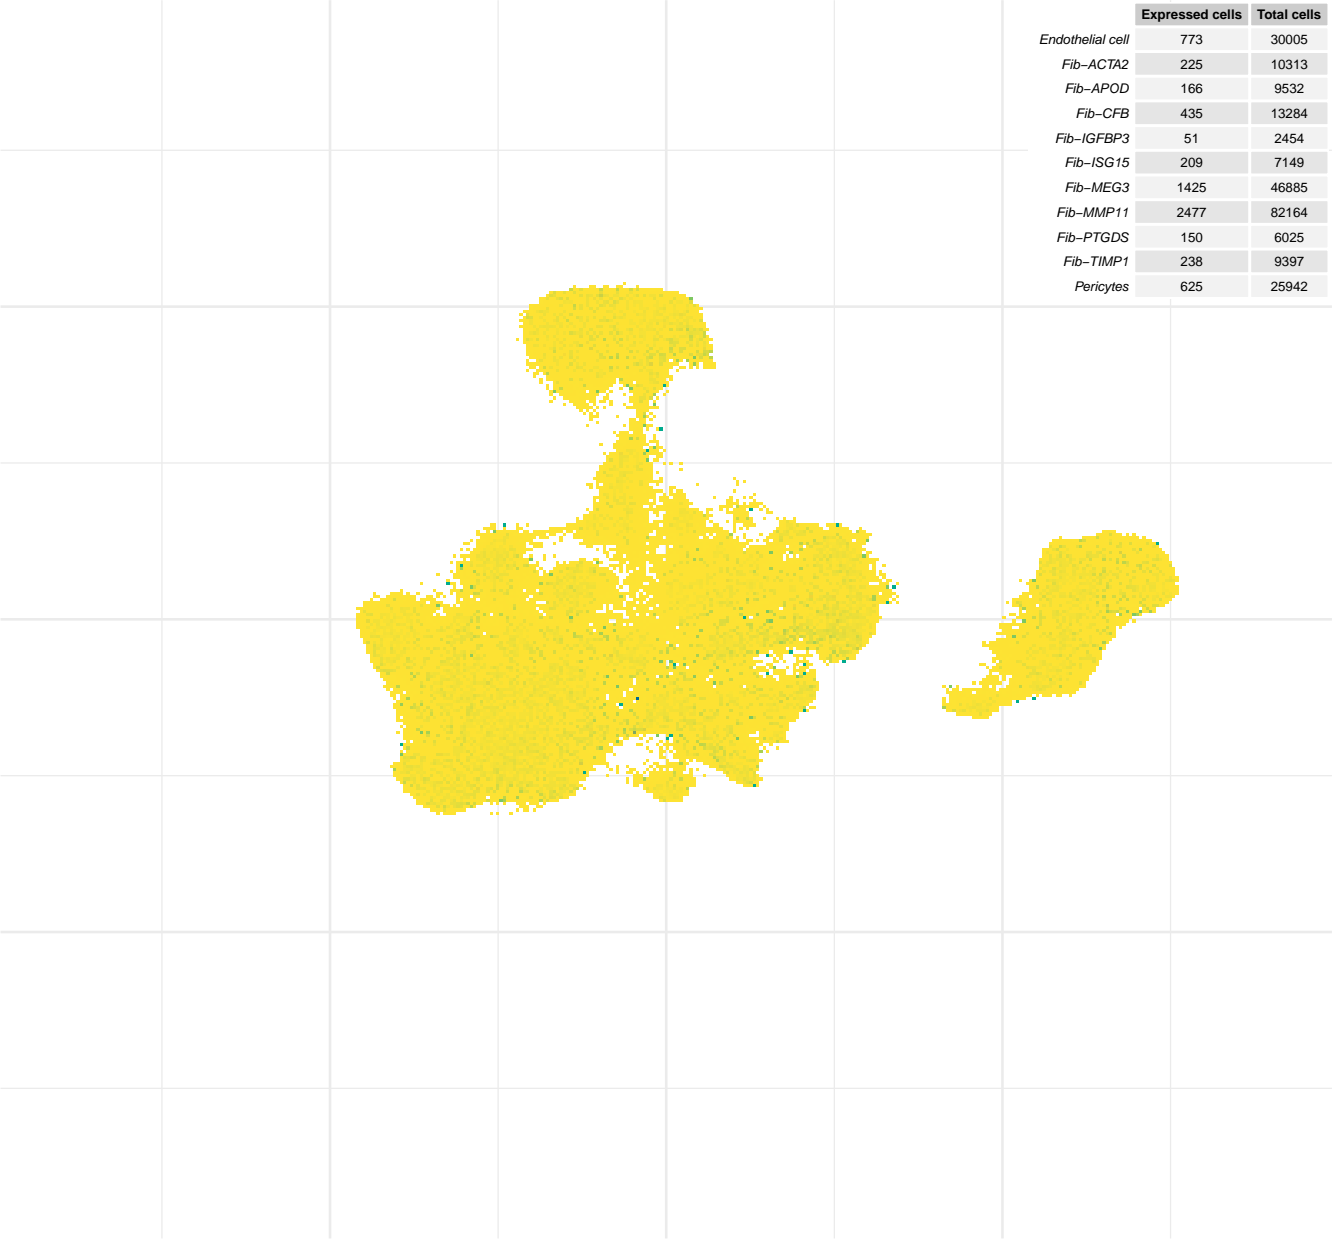 Expressed cells Total cells
Endothelial cell 773 30005
Fib−ACTA2 225 10313
Fib−APOD 166 9532
Fib−CFB 435 13284
Fib−IGFBP3 51 2454
Fib−ISG15 209 7149
Fib−MEG3 1425 46885
Fib−MMP11 2477 82164
Fib−PTGDS 150 6025
Fib−TIMP1 238 9397
Pericytes 625 25942